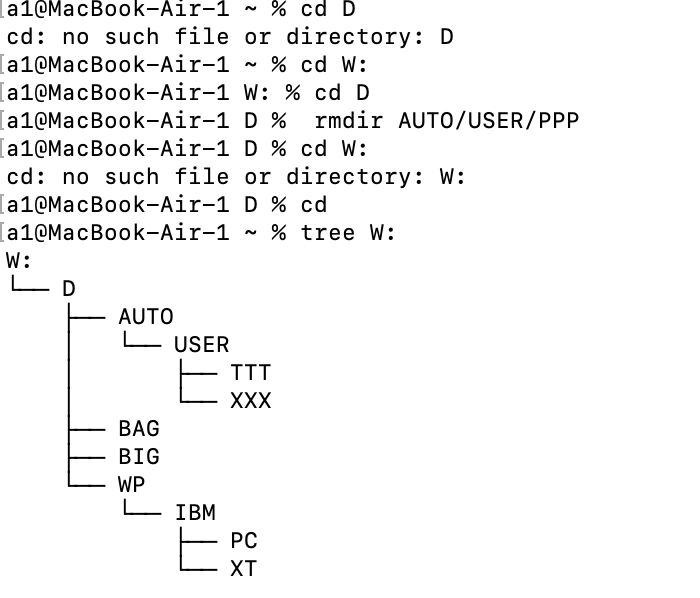 [a1@MacBook-Air-1 ~ % cd D
cd: no such file or directory: D
[a1@MacBook-Air-1 ~ % cd W:
[a1@MacBook-Air-1 W: % cd D
[a1@MacBook-Air-1 D %  rmdir AUTO/USER/PPP
[a1@MacBook-Air-1 D % cd W:
cd: no such file or directory: W:
[a1@MacBook-Air-1 D % cd
[a1@MacBook-Air-1 ~ % tree W:
W:
└── D
    ├── AUTO
    │   └── USER
    │       ├── TTT
    │       └── XXX
    ├── BAG
    ├── BIG
    └── WP
        └── IBM
            ├── PC
            └── XT